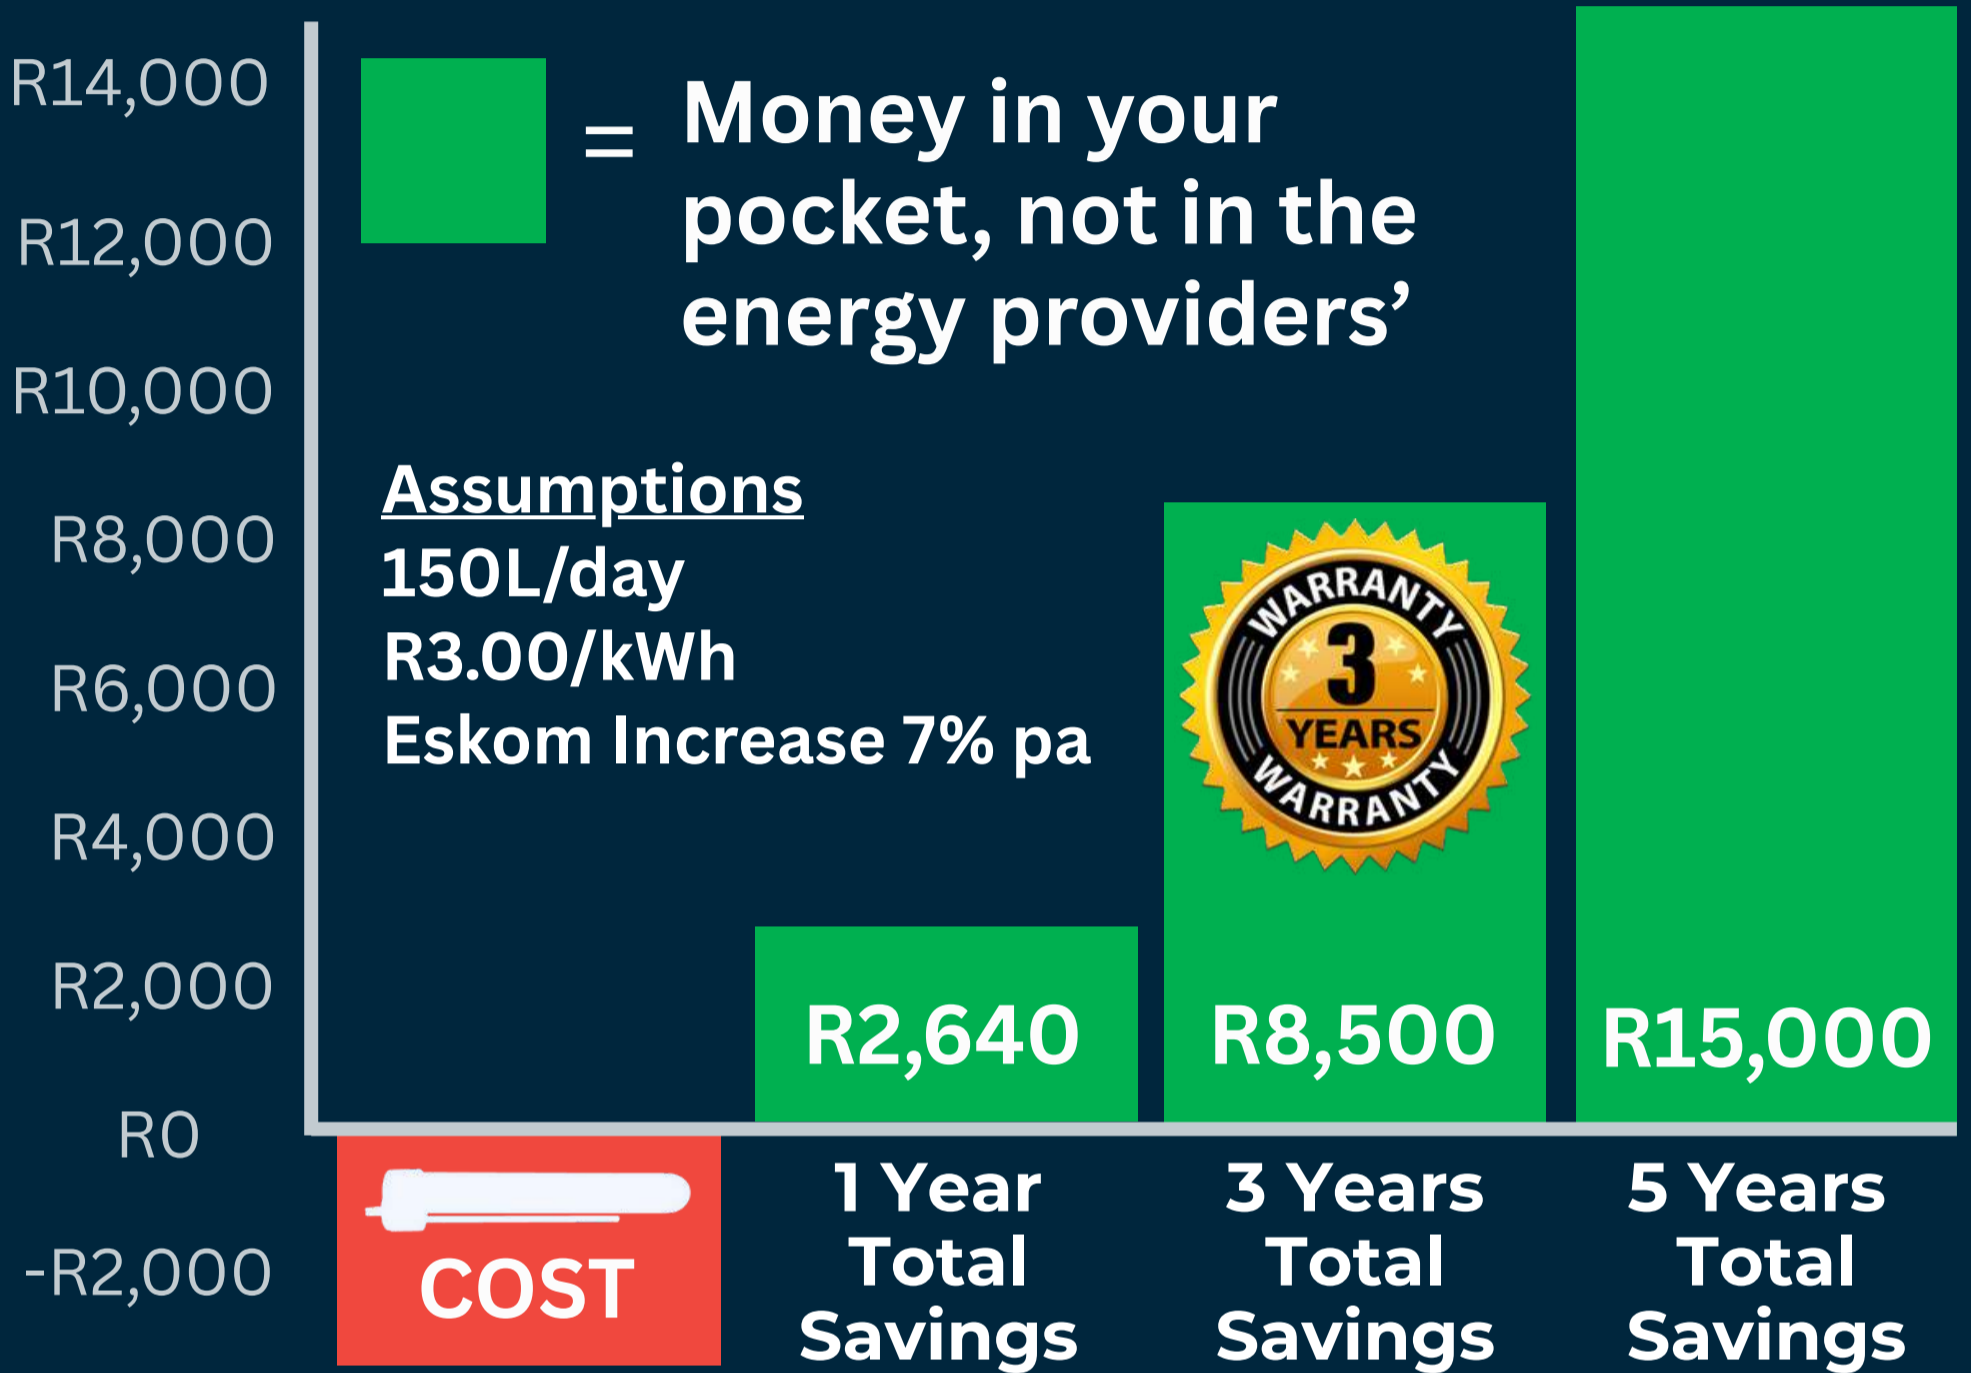 R14,000
R12,000
R10,000
R8,000
R6,000
R4,000
R2,000
R0
-R2,000
= Money in your
pocket, not in the
energy providers’
Assumptions
150L/day
R3.00/kWh
Eskom Increase 7% pa
WARRANTY
3
YEARS
WARRANTY
R2,640
R8,500
R15,000
COST
1 Year
Total
Savings
3 Years
Total
Savings
5 Years
Total
Savings